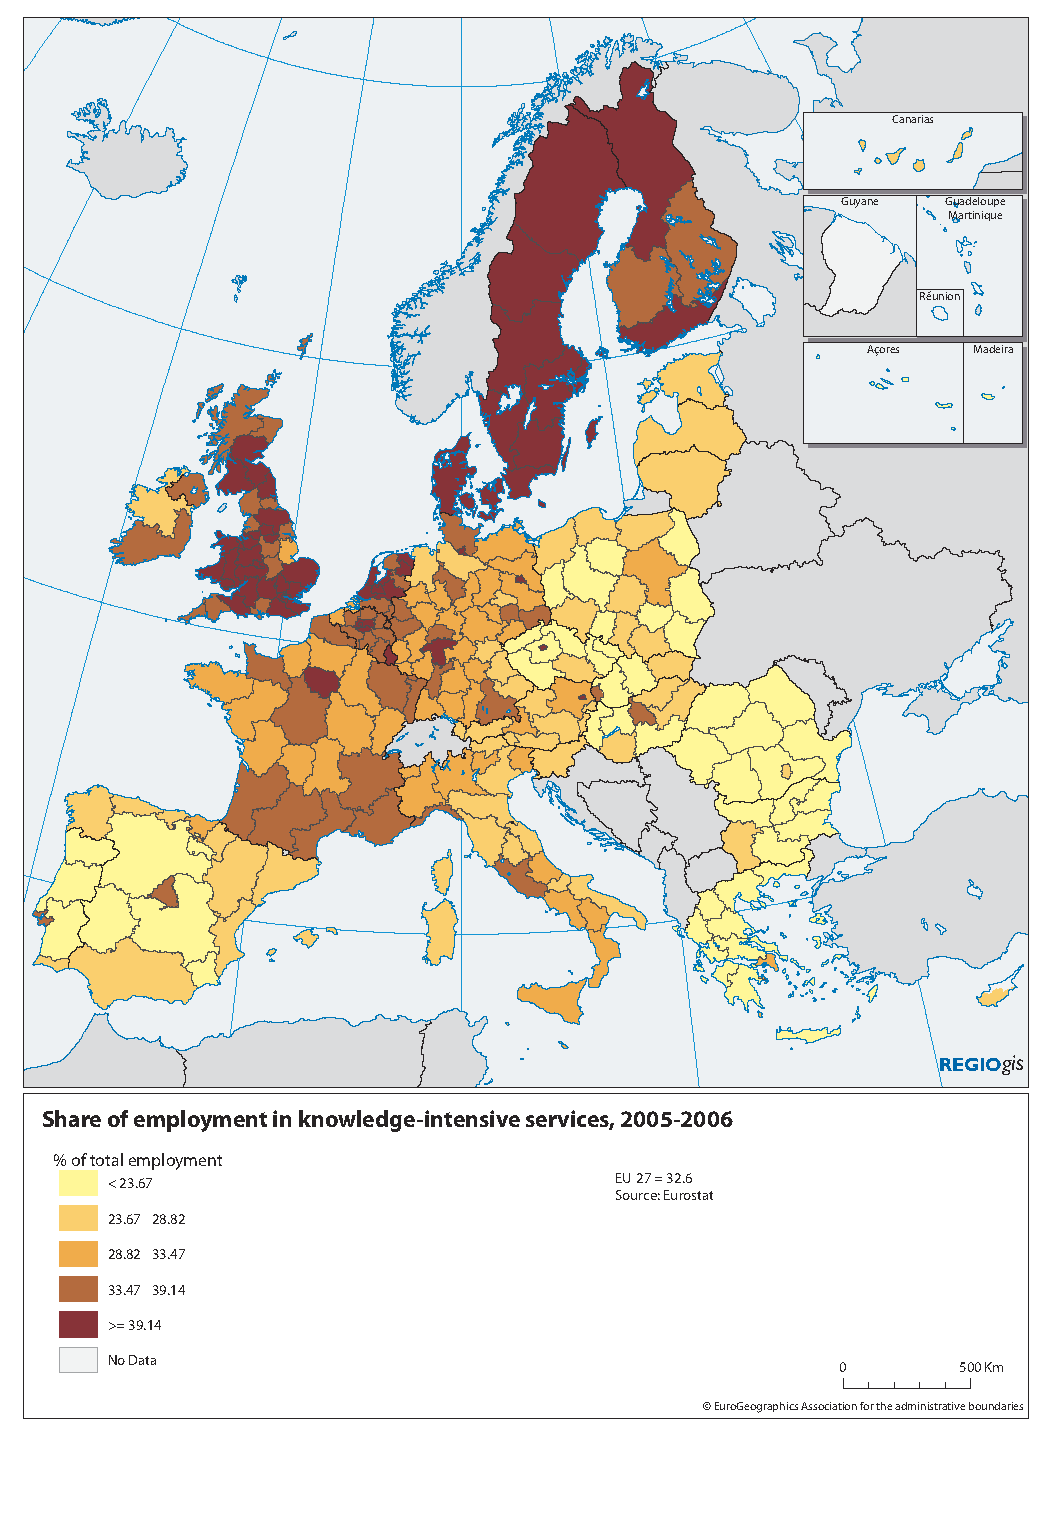 Canarias
Guyane
Guadeloupe
Martinique
Réunion
Açores
Madeira
REGIOgis
Share of employment in knowledge-intensive services, 2005-2006
% of total employment
< 23.67
23.67 28.82
28.82 33.47
33.47 39.14
>= 39.14
No Data
EU 27 = 32.6
Source: Eurostat
0 500 Km
© EuroGeographics Association for the administrative boundaries